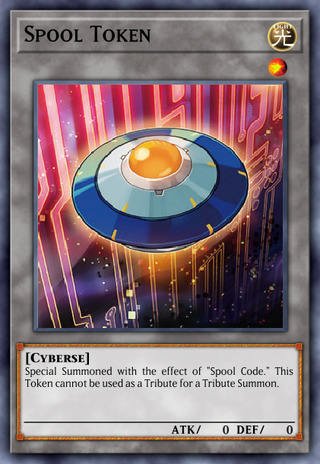 Spool Token
LIGHT
光
[Cyberse]
Special Summoned with the effect of "Spool Code." This
Token cannot be used as a Tribute for a Tribute Summon.
ATK/ 0 DEF/ 0